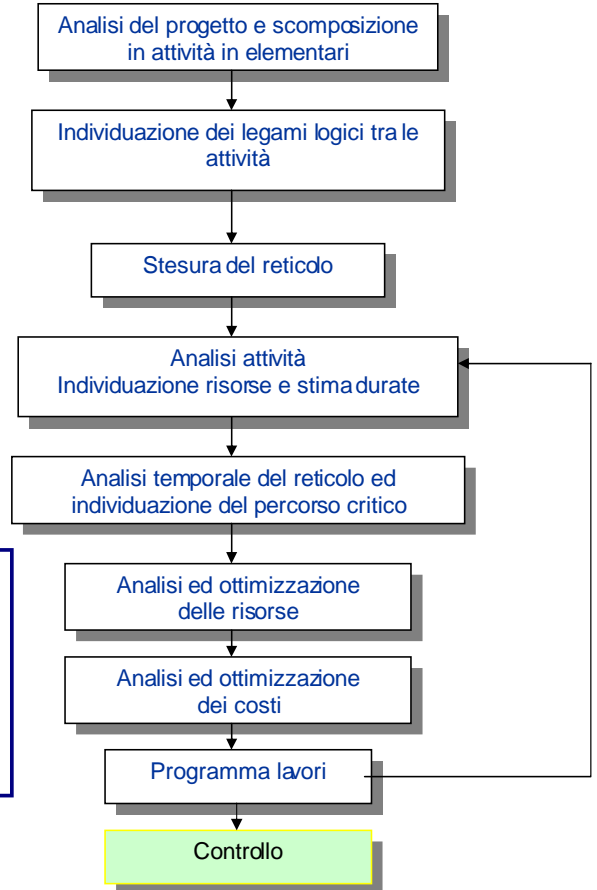 Analisi del progetto e scomposizione
in attività in elementari
Individuazione dei legami logici tra le
attività
Stesura del reticolo
Analisi attività
Individuazione risorse e stima durate
Analisi temporale del reticolo ed
individuazione del percorso critico
Analisi ed ottimizzazione
delle risorse
Analisi ed ottimizzazione
dei costi
Programma lavori
Controllo